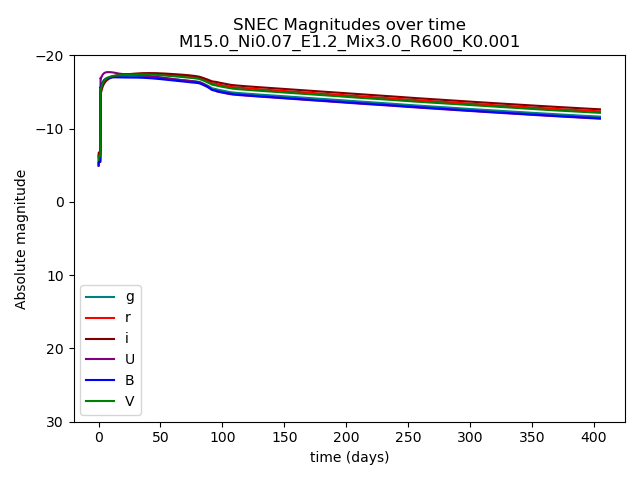 SNEC Magnitudes over time
M15.0_Ni0.07_E1.2_Mix3.0_R600_K0.001
−20
−10
0
10
20
30
Absolute magnitude
g
r
i
U
B
V
0 50 100 150 200 250 300 350 400
time (days)